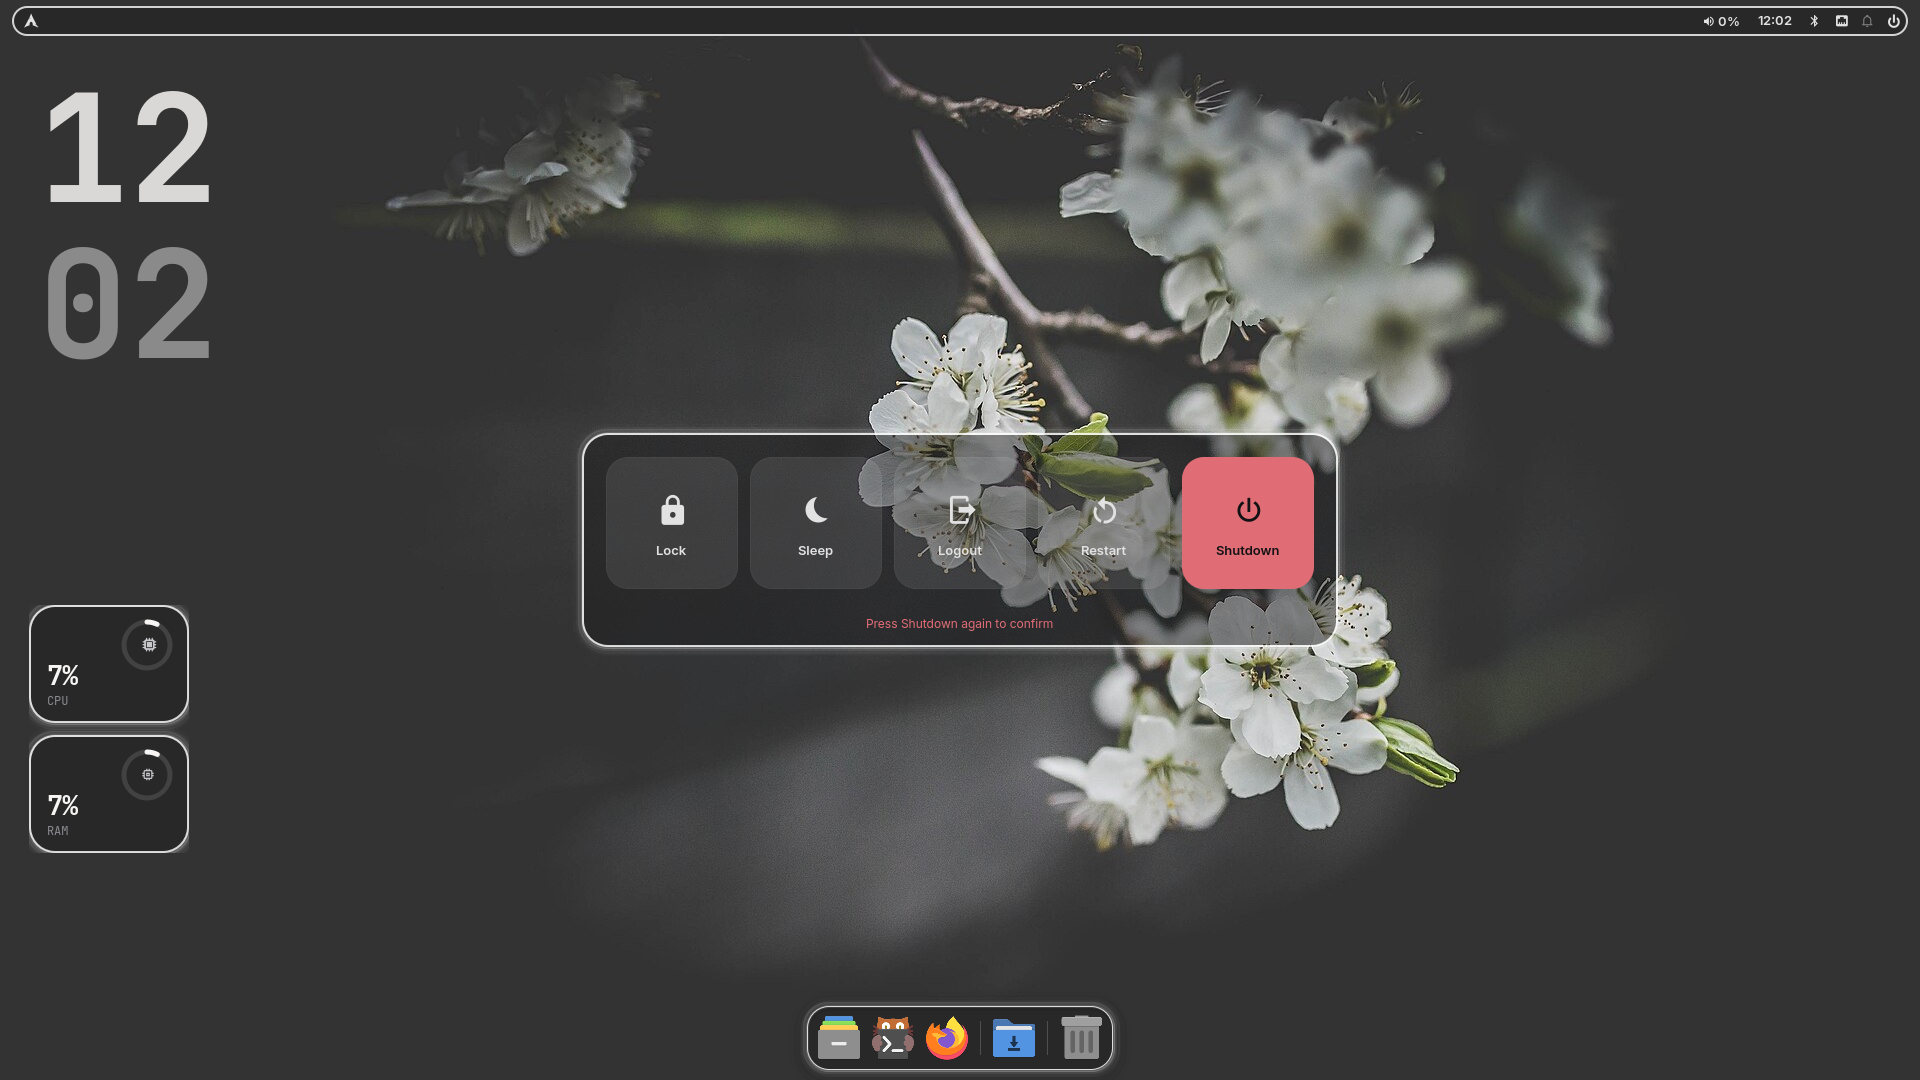 0%
12:02
12
02
Lock
Sleep
Logout
Restart
Shutdown
Press Shutdown again to confirm
7%
CPU
7%
RAM